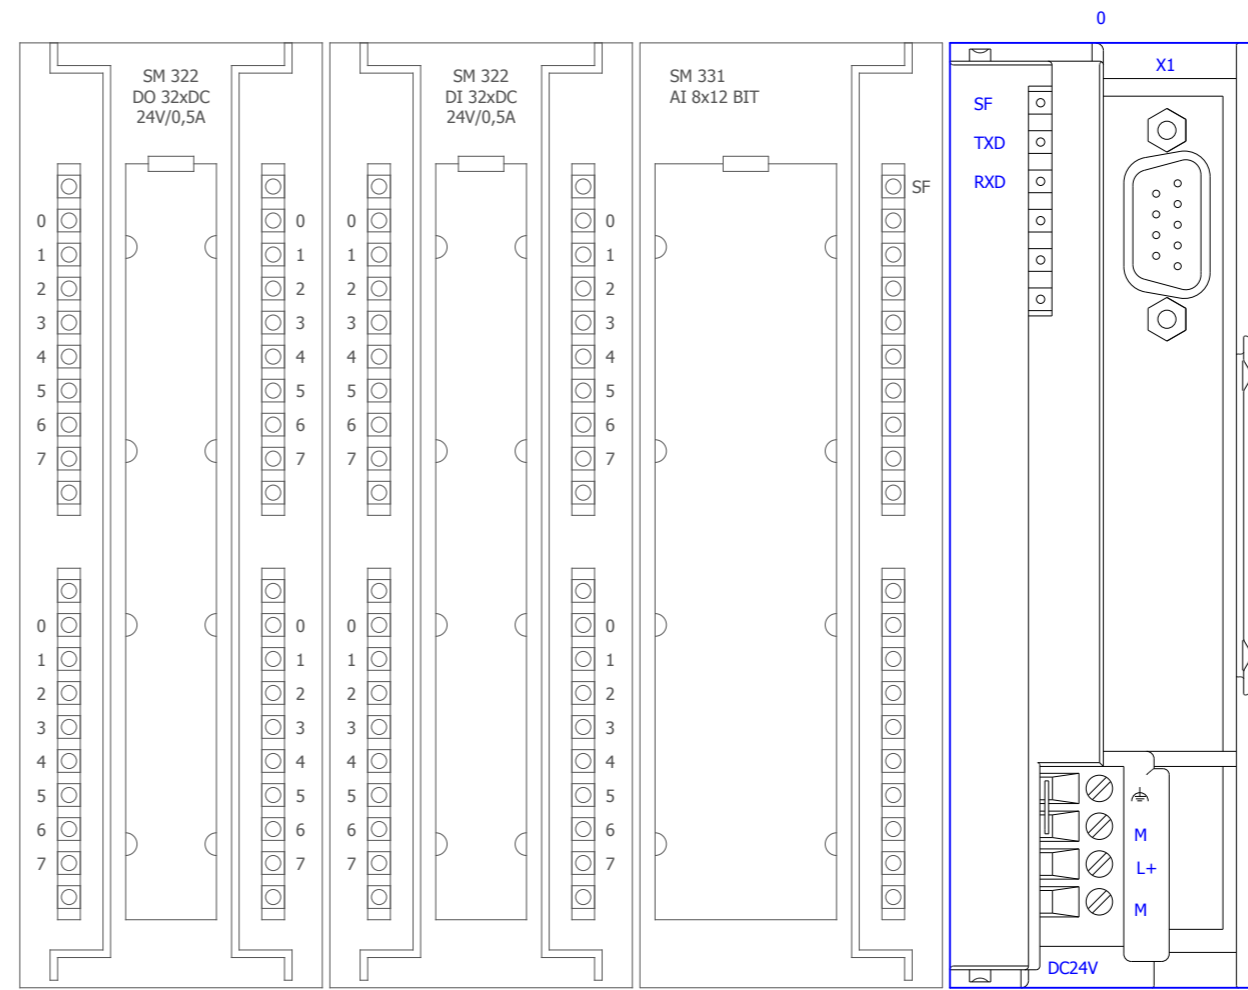 0
SM 322
DO 32xDC
24V/0,5A
SM 322
DI 32xDC
24V/0,5A
SM 331
AI 8x12 BIT
X1
SF
TXD
RXD
SF
0 0 0 0
1 1 1 1
2 2 2 2
3 3 3 3
4 4 4 4
5 5 5 5
6 6 6 6
7 7 7 7
0 0 0 0
1 1 1 1
2 2 2 2
3 3 3 3
4 4 4 4
5 5 5 5
6 6 6 6
7 7 7 7
M
L+
M
DC24V